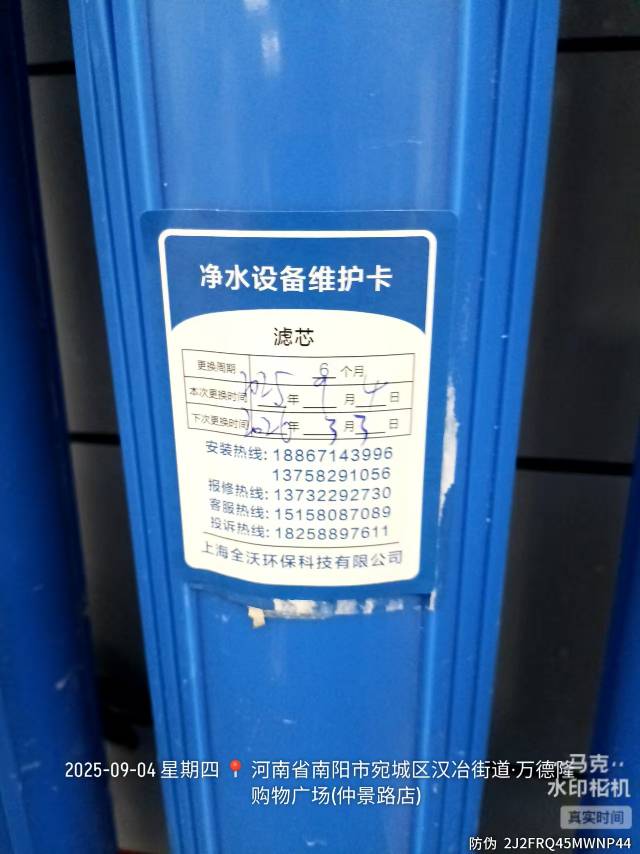 净水设备维护卡
滤芯
更换周期 6 个月
本次更换时间 2025 年 9 月 4 日
下次更换时间 2026 年 3 月 3 日
安装热线: 18867143996
13758291056
报修热线: 13732292730
客服热线: 15158087089
投诉热线: 18258897611
上海全沃环保科技有限公司
2025-09-04 星期四 河南省南阳市宛城区汉冶街道·万德隆
购物广场(仲景路店)
马克
水印相机
真实时间
防伪 2J2FRQ45MWNP44